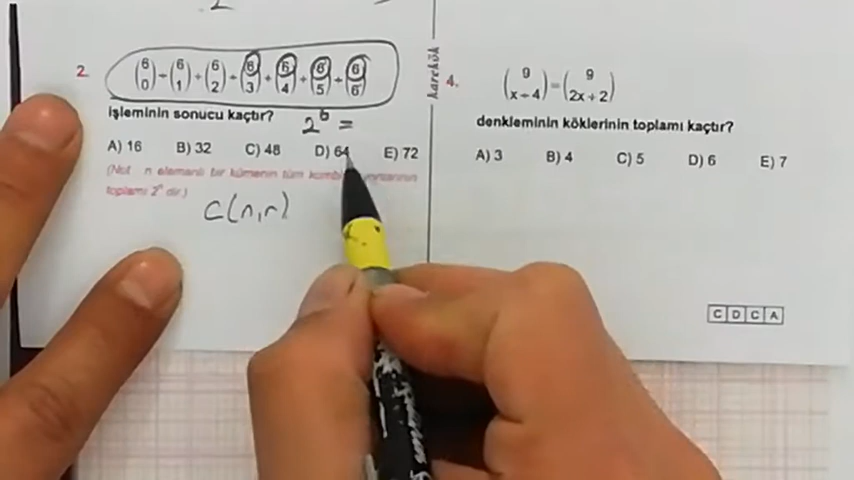 2.
(6 0) + (6 1) + (6 2) + (6 3) + (6 4) + (6 5) + (6 6)
işleminin sonucu kaçtır?
2⁶ =
A) 16 B) 32 C) 48 D) 64 E) 72
(Not n elemanlı bir kümenin tüm
toplamı 2ⁿ dir.)
C(n,r)
karekök
4.
(9 x+4) = (9 2x+2)
denkleminin köklerinin toplamı kaçtır?
A) 3 B) 4 C) 5 D) 6 E) 7
C D C A